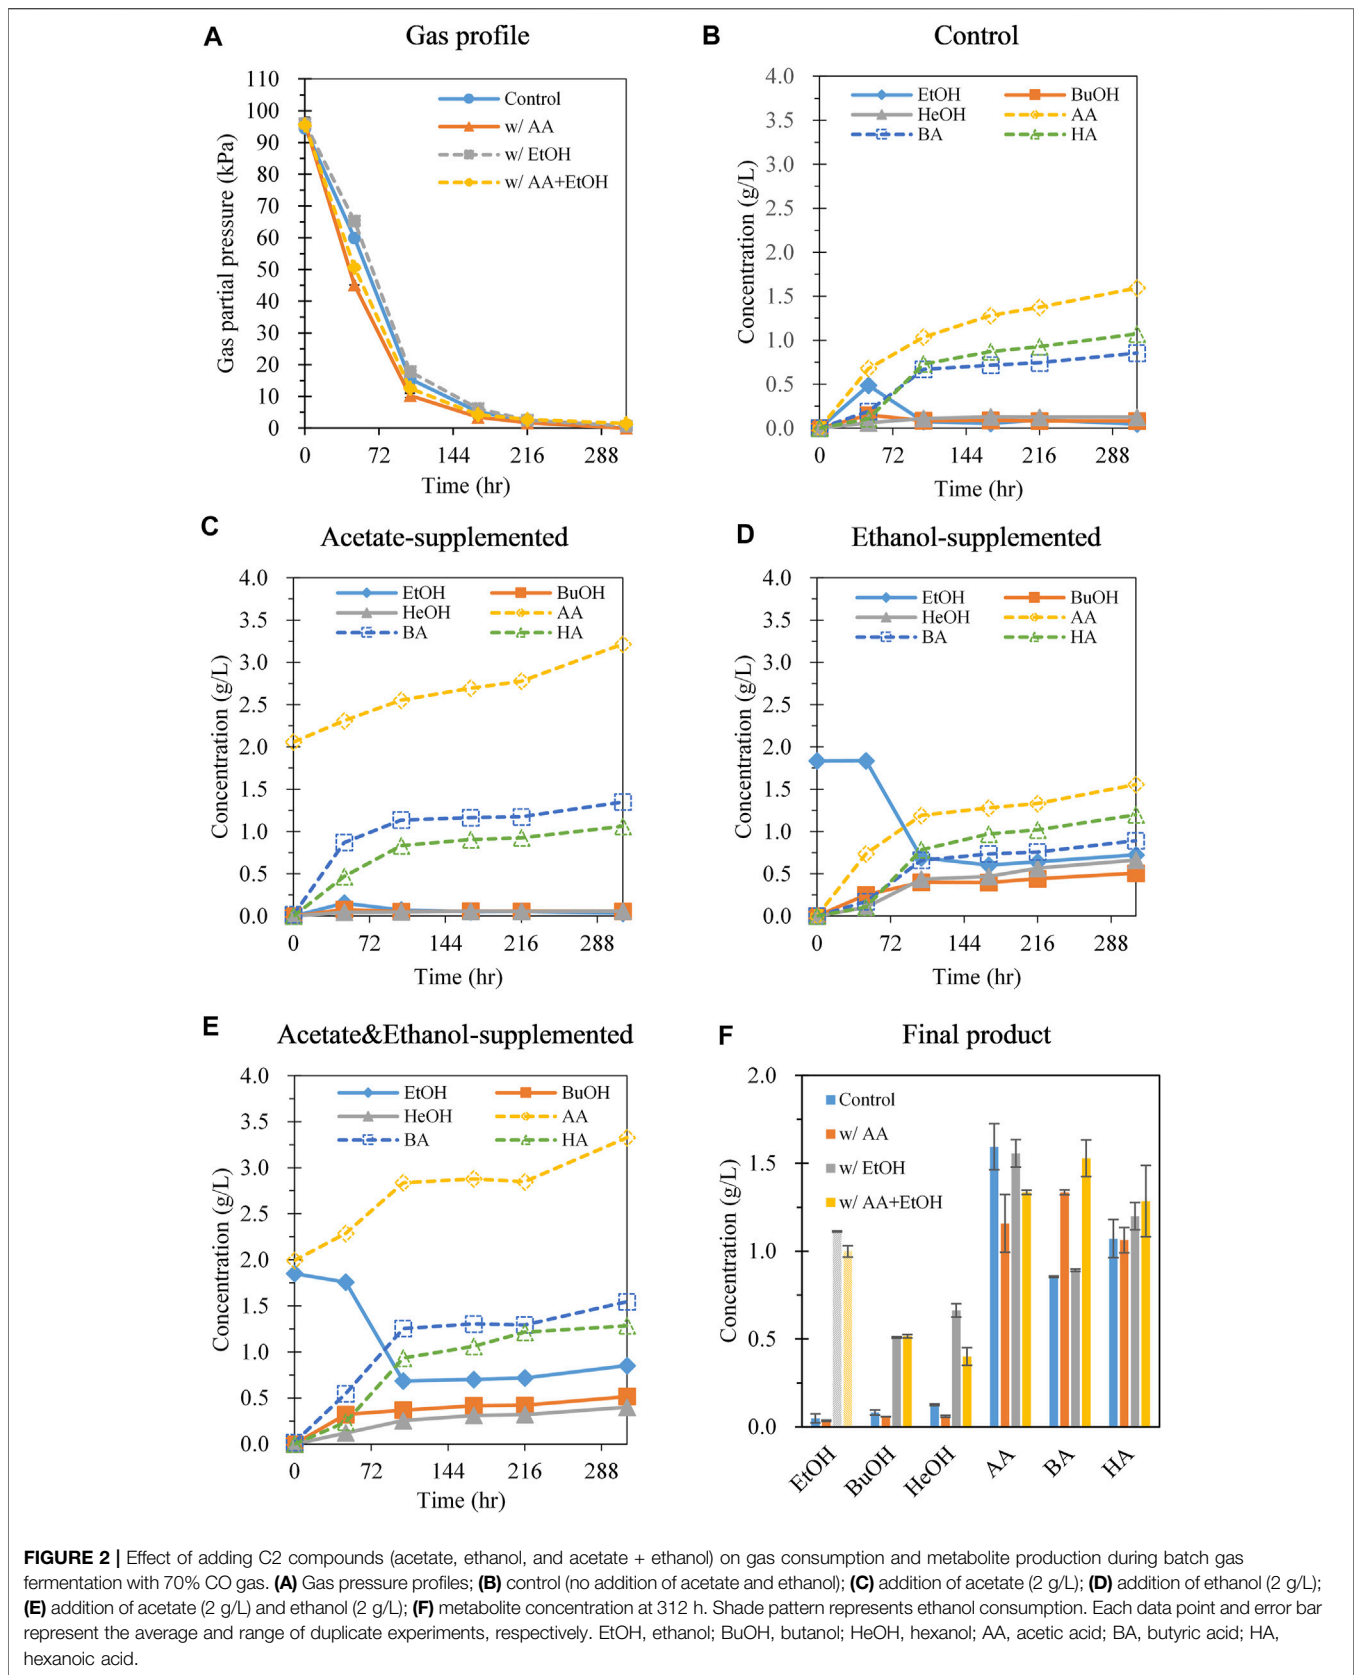 A Gas profile
Gas partial pressure (kPa)
110
100
90
80
70
60
50
40
30
20
10
0
Control
w/ AA
w/ EtOH
w/ AA+EtOH
0 72 144 216 288
Time (hr)
B Control
Concentration (g/L)
4.0
3.5
3.0
2.5
2.0
1.5
1.0
0.5
0.0
EtOH BuOH
HeOH AA
BA HA
0 72 144 216 288
Time (hr)
C Acetate-supplemented
Concentration (g/L)
4.0
3.5
3.0
2.5
2.0
1.5
1.0
0.5
0.0
EtOH BuOH
HeOH AA
BA HA
0 72 144 216 288
Time (hr)
D Ethanol-supplemented
Concentration (g/L)
4.0
3.5
3.0
2.5
2.0
1.5
1.0
0.5
0.0
EtOH BuOH
HeOH AA
BA HA
0 72 144 216 288
Time (hr)
E Acetate&Ethanol-supplemented
Concentration (g/L)
4.0
3.5
3.0
2.5
2.0
1.5
1.0
0.5
0.0
EtOH BuOH
HeOH AA
BA HA
0 72 144 216 288
Time (hr)
F Final product
Concentration (g/L)
2.0
1.5
1.0
0.5
0.0
Control
w/ AA
w/ EtOH
w/ AA+EtOH
EtOH BuOH HeOH AA BA HA
FIGURE 2 | Effect of adding C2 compounds (acetate, ethanol, and acetate + ethanol) on gas consumption and metabolite production during batch gas
fermentation with 70% CO gas. (A) Gas pressure profiles; (B) control (no addition of acetate and ethanol); (C) addition of acetate (2 g/L); (D) addition of ethanol (2 g/L);
(E) addition of acetate (2 g/L) and ethanol (2 g/L); (F) metabolite concentration at 312 h. Shade pattern represents ethanol consumption. Each data point and error bar
represent the average and range of duplicate experiments, respectively. EtOH, ethanol; BuOH, butanol; HeOH, hexanol; AA, acetic acid; BA, butyric acid; HA,
hexanoic acid.